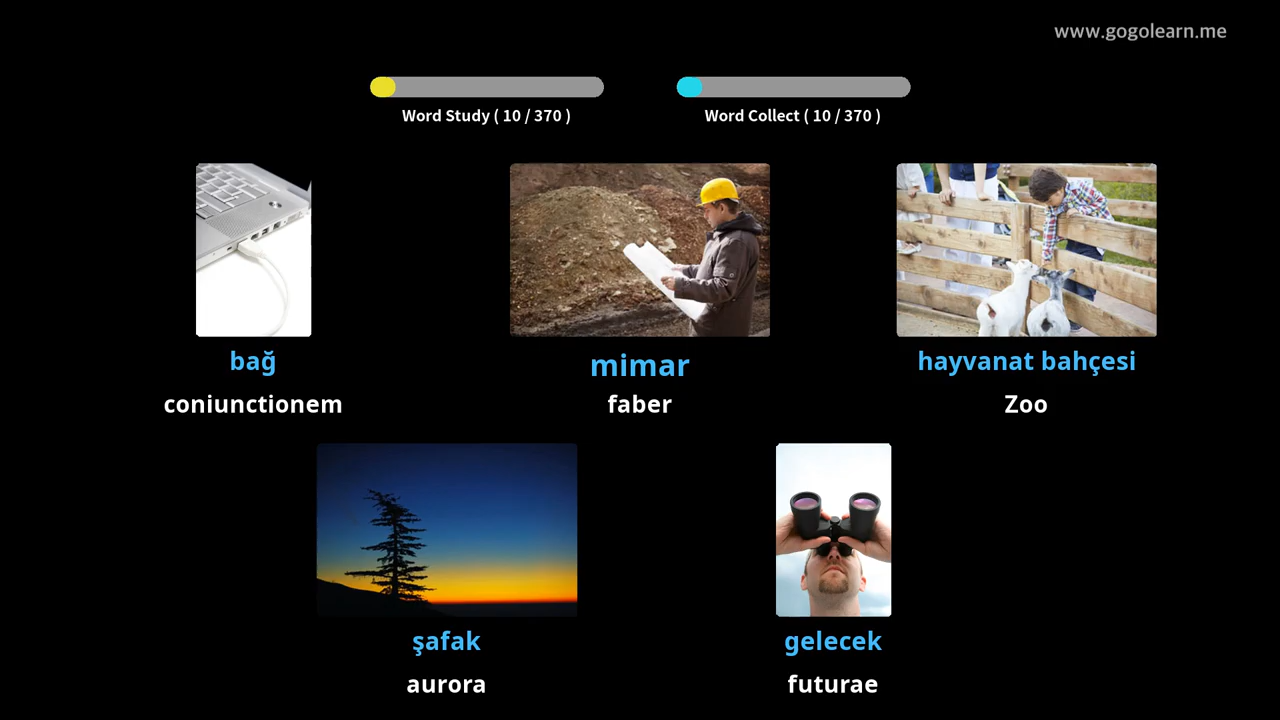 www.gogolearn.me
Word Study ( 10 / 370 )
Word Collect ( 10 / 370 )
bağ
coniunctionem
mimar
faber
hayvanat bahçesi
Zoo
şafak
aurora
gelecek
futurae